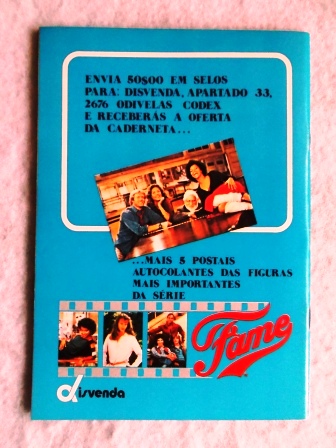 ENVIA 50$00 EM SELOS
PARA: DISVENDA, APARTADO 33,
2676 ODIVELAS CODEX
E RECEBERÁS A OFERTA
DA CADERNETA...
...MAIS 5 POSTAIS
AUTOCOLANTES DAS FIGURAS
MAIS IMPORTANTES
DA SÉRIE
Fame
disvenda